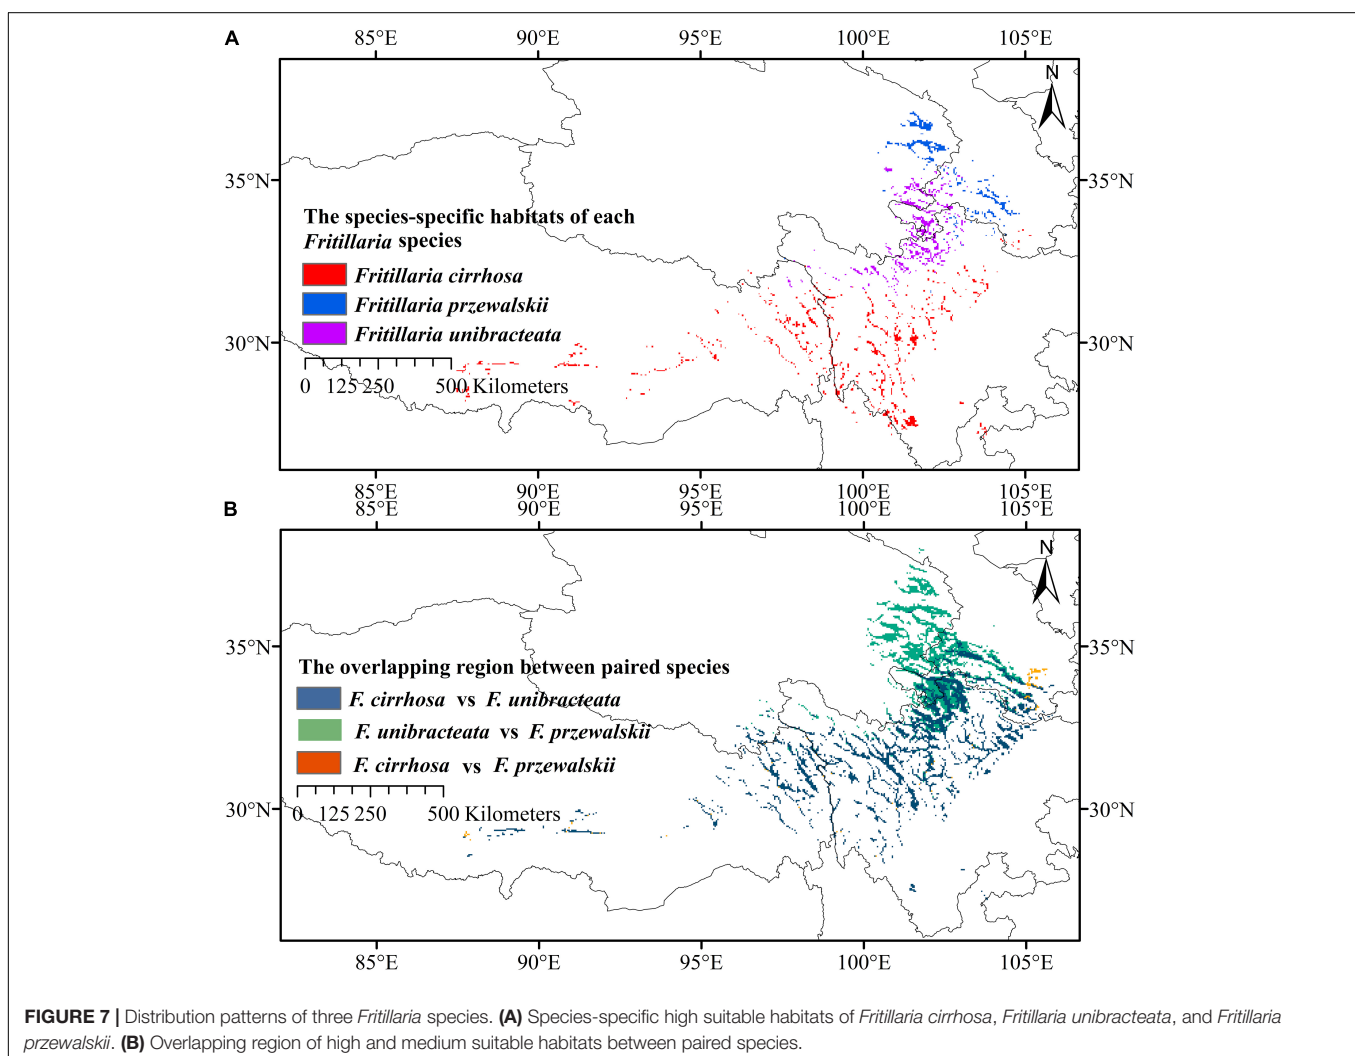 A
85°E 90°E 95°E 100°E 105°E
N
35°N 35°N
The species-specific habitats of each
Fritillaria species
Fritillaria cirrhosa
Fritillaria przewalskii
Fritillaria unibracteata
30°N 30°N
0 125 250 500 Kilometers
85°E 90°E 95°E 100°E 105°E
B
85°E 90°E 95°E 100°E 105°E
N
35°N 35°N
The overlapping region between paired species
F. cirrhosa vs F. unibracteata
F. unibracteata vs F. przewalskii
F. cirrhosa vs F. przewalskii
30°N 30°N
0 125 250 500 Kilometers
85°E 90°E 95°E 100°E 105°E
FIGURE 7 | Distribution patterns of three Fritillaria species. (A) Species-specific high suitable habitats of Fritillaria cirrhosa, Fritillaria unibracteata, and Fritillaria
przewalskii. (B) Overlapping region of high and medium suitable habitats between paired species.